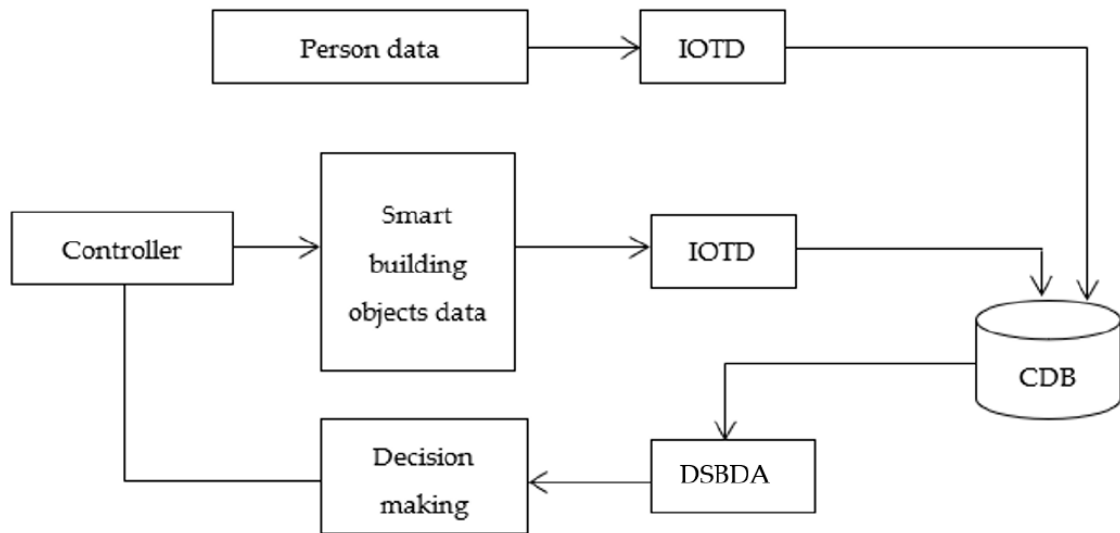 Person data
IOTD
Controller
Smart
building
objects data
IOTD
CDB
Decision
making
DSBDA